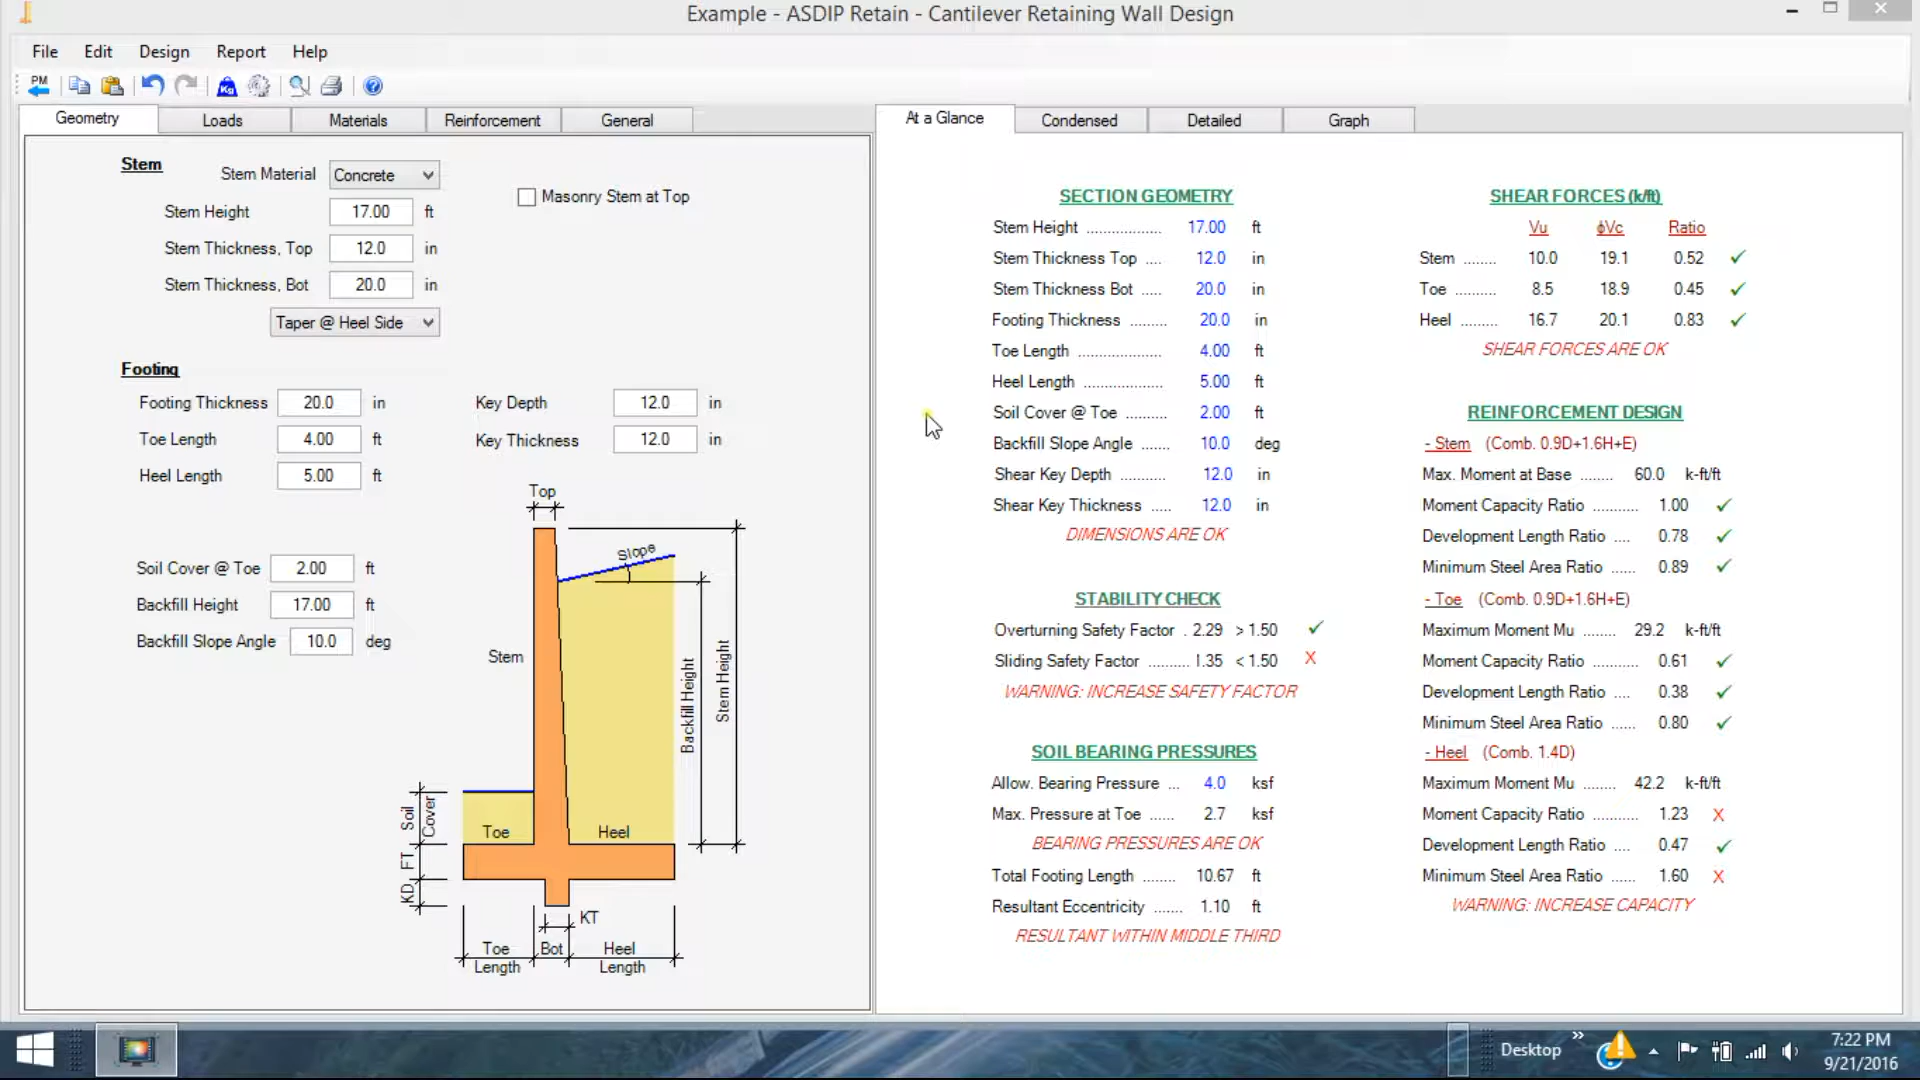 Example - ASDIP Retain - Cantilever Retaining Wall Design
File Edit Design Report Help
PM Kg
Geometry Loads Materials Reinforcement General
Stem
Stem Material Concrete
Masonry Stem at Top
Stem Height 17.00 ft
Stem Thickness, Top 12.0 in
Stem Thickness, Bot 20.0 in
Taper @ Heel Side
Footing
Footing Thickness 20.0 in Key Depth 12.0 in
Toe Length 4.00 ft Key Thickness 12.0 in
Heel Length 5.00 ft
Soil Cover @ Toe 2.00 ft
Backfill Height 17.00 ft
Backfill Slope Angle 10.0 deg
Top
Slope
Stem
Backfill Height
Stem Height
Soil Cover
Toe Heel
FT
KD
KT
Toe Length Bot Heel Length
At a Glance Condensed Detailed Graph
SECTION GEOMETRY
Stem Height ................. 17.00 ft
Stem Thickness Top .... 12.0 in
Stem Thickness Bot ..... 20.0 in
Footing Thickness ......... 20.0 in
Toe Length ................... 4.00 ft
Heel Length .................. 5.00 ft
Soil Cover @ Toe .......... 2.00 ft
Backfill Slope Angle ....... 10.0 deg
Shear Key Depth ........... 12.0 in
Shear Key Thickness ..... 12.0 in
DIMENSIONS ARE OK
STABILITY CHECK
Overturning Safety Factor . 2.29 > 1.50 ✓
Sliding Safety Factor ......... 1.35 < 1.50 X
WARNING: INCREASE SAFETY FACTOR
SOIL BEARING PRESSURES
Allow. Bearing Pressure ... 4.0 ksf
Max. Pressure at Toe ...... 2.7 ksf
BEARING PRESSURES ARE OK
Total Footing Length ........ 10.67 ft
Resultant Eccentricity ....... 1.10 ft
RESULTANT WITHIN MIDDLE THIRD
SHEAR FORCES (k/ft)
Vu ϕVc Ratio
Stem ........ 10.0 19.1 0.52 ✓
Toe .......... 8.5 18.9 0.45 ✓
Heel ......... 16.7 20.1 0.83 ✓
SHEAR FORCES ARE OK
REINFORCEMENT DESIGN
- Stem (Comb. 0.9D+1.6H+E)
Max. Moment at Base ........ 60.0 k-ft/ft
Moment Capacity Ratio ........... 1.00 ✓
Development Length Ratio .... 0.78 ✓
Minimum Steel Area Ratio ...... 0.89 ✓
- Toe (Comb. 0.9D+1.6H+E)
Maximum Moment Mu ........ 29.2 k-ft/ft
Moment Capacity Ratio ........... 0.61 ✓
Development Length Ratio .... 0.38 ✓
Minimum Steel Area Ratio ...... 0.80 ✓
- Heel (Comb. 1.4D)
Maximum Moment Mu ........ 42.2 k-ft/ft
Moment Capacity Ratio ........... 1.23 X
Development Length Ratio .... 0.47 ✓
Minimum Steel Area Ratio ...... 1.60 X
WARNING: INCREASE CAPACITY
Desktop
7:22 PM
9/21/2016